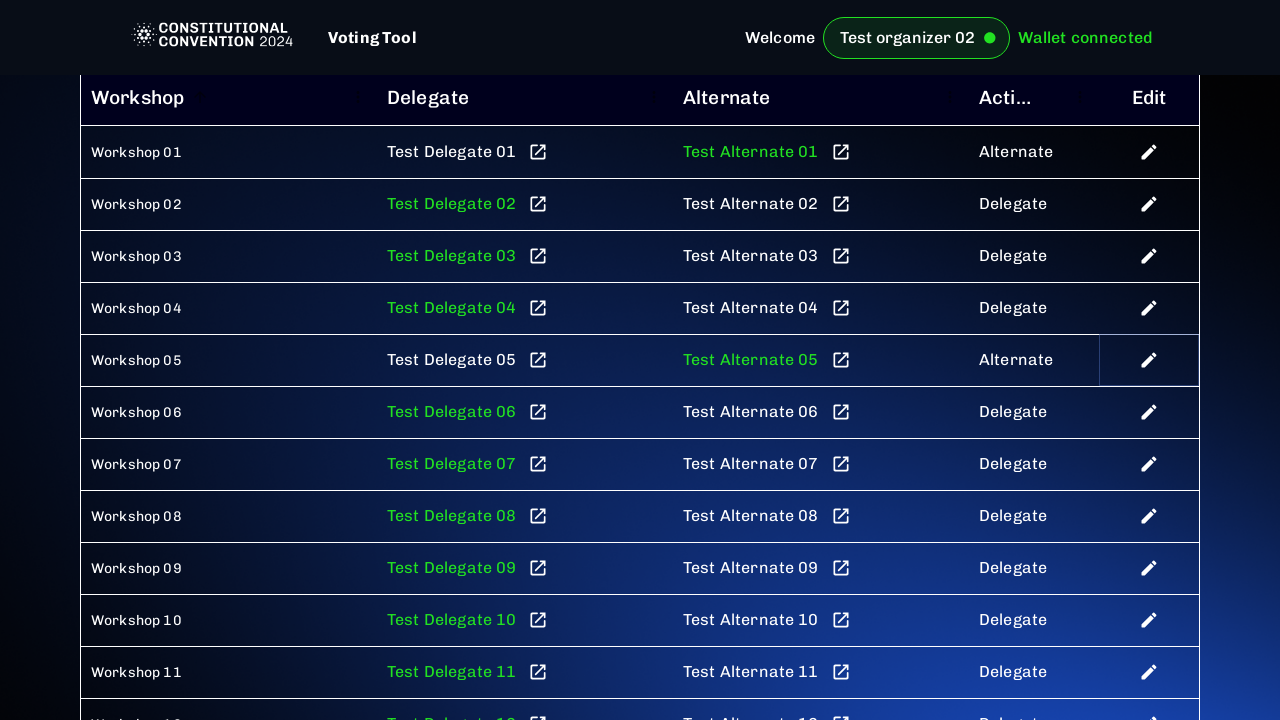 CONSTITUTIONAL
CONVENTION 2024
Voting Tool
Welcome
Test organizer 02
Wallet connected
Workshop Delegate Alternate Acti... Edit
Workshop 01 Test Delegate 01 Test Alternate 01 Alternate
Workshop 02 Test Delegate 02 Test Alternate 02 Delegate
Workshop 03 Test Delegate 03 Test Alternate 03 Delegate
Workshop 04 Test Delegate 04 Test Alternate 04 Delegate
Workshop 05 Test Delegate 05 Test Alternate 05 Alternate
Workshop 06 Test Delegate 06 Test Alternate 06 Delegate
Workshop 07 Test Delegate 07 Test Alternate 07 Delegate
Workshop 08 Test Delegate 08 Test Alternate 08 Delegate
Workshop 09 Test Delegate 09 Test Alternate 09 Delegate
Workshop 10 Test Delegate 10 Test Alternate 10 Delegate
Workshop 11 Test Delegate 11 Test Alternate 11 Delegate